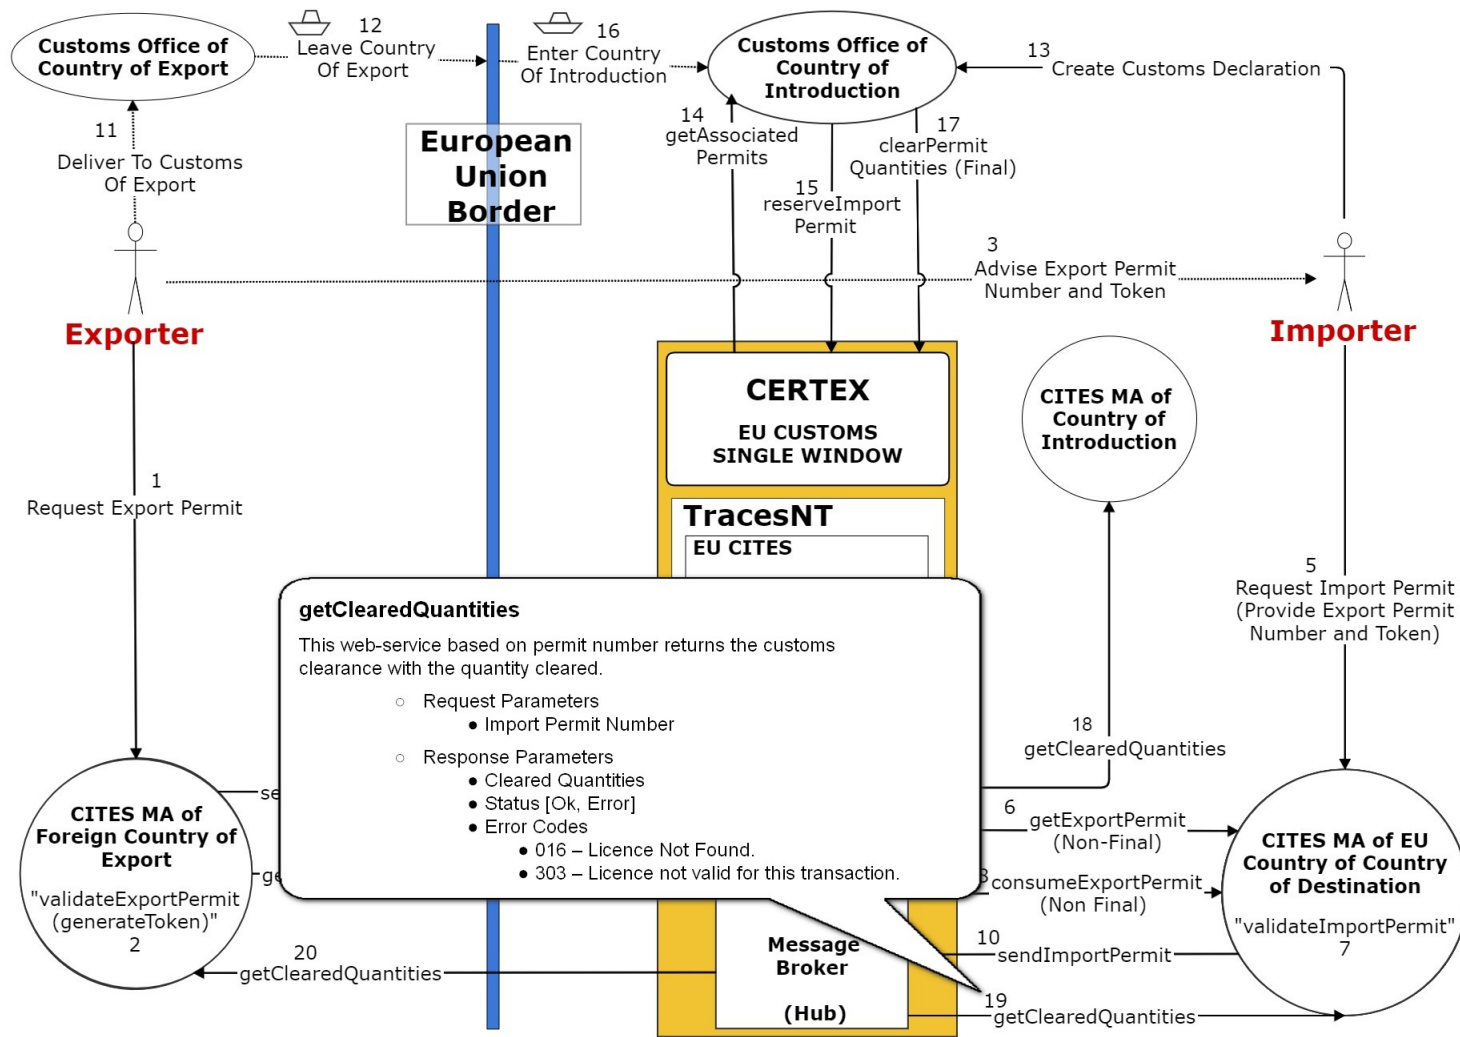 Customs Office of
Country of Export
12
Leave Country
Of Export
16
Enter Country
Of Introduction
Customs Office of
Country of
Introduction
13
Create Customs Declaration
11
Deliver To Customs
Of Export
European
Union
Border
14
getAssociated
Permits
15
reserveImport
Permit
17
clearPermit
Quantities (Final)
3
Advise Export Permit
Number and Token
Exporter
Importer
CERTEX
EU CUSTOMS
SINGLE WINDOW
CITES MA of
Country of
Introduction
1
Request Export Permit
TracesNT
EU CITES
5
Request Import Permit
(Provide Export Permit
Number and Token)
getClearedQuantities
This web-service based on permit number returns the customs
clearance with the quantity cleared.
○ Request Parameters
● Import Permit Number
○ Response Parameters
● Cleared Quantities
● Status [Ok, Error]
● Error Codes
● 016 – Licence Not Found.
● 303 – Licence not valid for this transaction.
18
getClearedQuantities
se
ge
CITES MA of
Foreign Country of
Export
"validateExportPermit
(generateToken)"
2
6
getExportPermit
(Non-Final)
consumeExportPermit
(Non Final)
10
sendImportPermit
CITES MA of EU
Country of Country
of Destination
"validateImportPermit"
7
20
getClearedQuantities
Message
Broker
(Hub)
19
getClearedQuantities